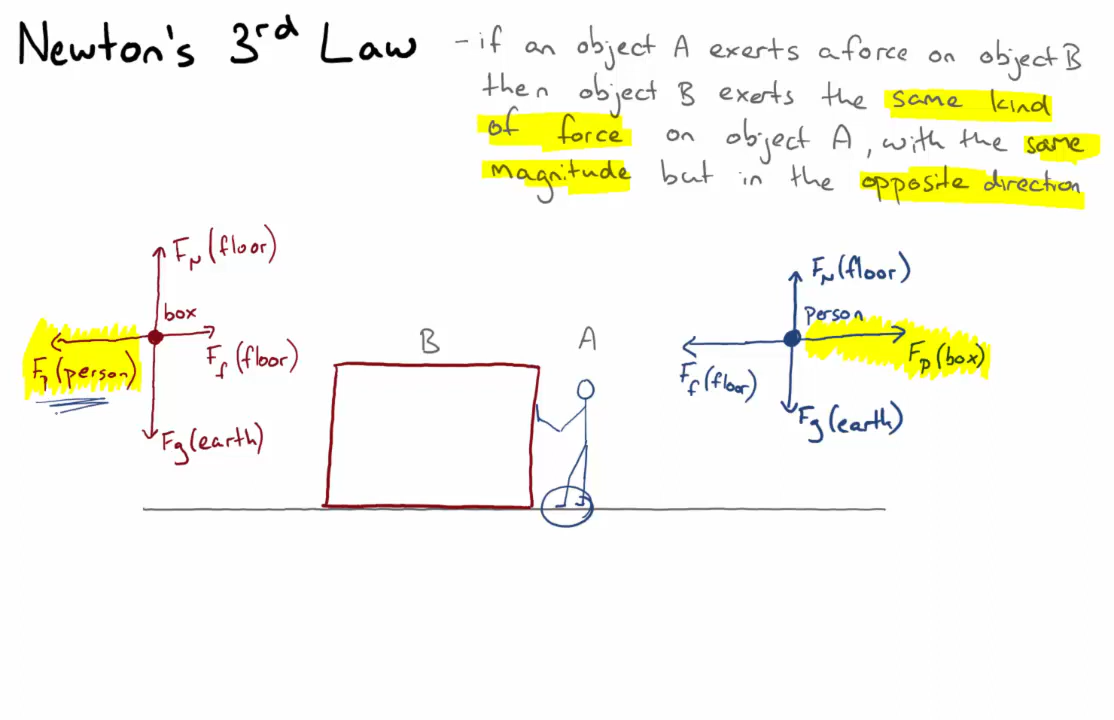 Newton's 3rd Law
- if an object A exerts a force on object B
then object B exerts the same kind
of force on object A, with the same
magnitude but in the opposite direction
FN (floor)
box
Ff (floor)
Fp (person)
Fg (earth)
B
A
FN (floor)
person
Fp (box)
Ff (floor)
Fg (earth)